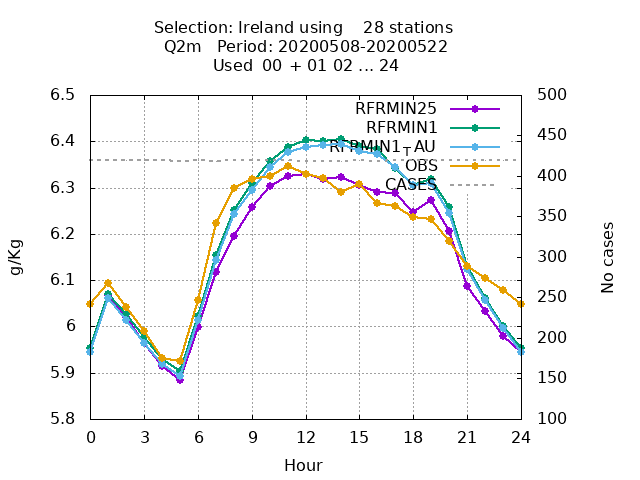 Selection: Ireland using    28 stations
Q2m   Period: 20200508-20200522
Used  00 + 01 02 ... 24
6.5
6.4
6.3
6.2
6.1
6
5.9
5.8
g/Kg
500
450
400
350
300
250
200
150
100
No cases
RFRMIN25
RFRMIN1
RFRMIN1_TAU
OBS
CASES
0 3 6 9 12 15 18 21 24
Hour